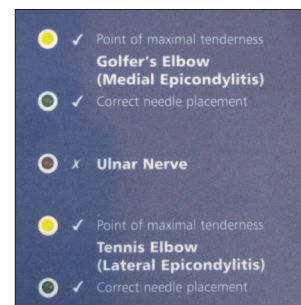 ✓ Point of maximal tenderness
Golfer's Elbow
(Medial Epicondylitis)
✓ Correct needle placement
x Ulnar Nerve
✓ Point of maximal tenderness
Tennis Elbow
(Lateral Epicondylitis)
✓ Correct needle placement